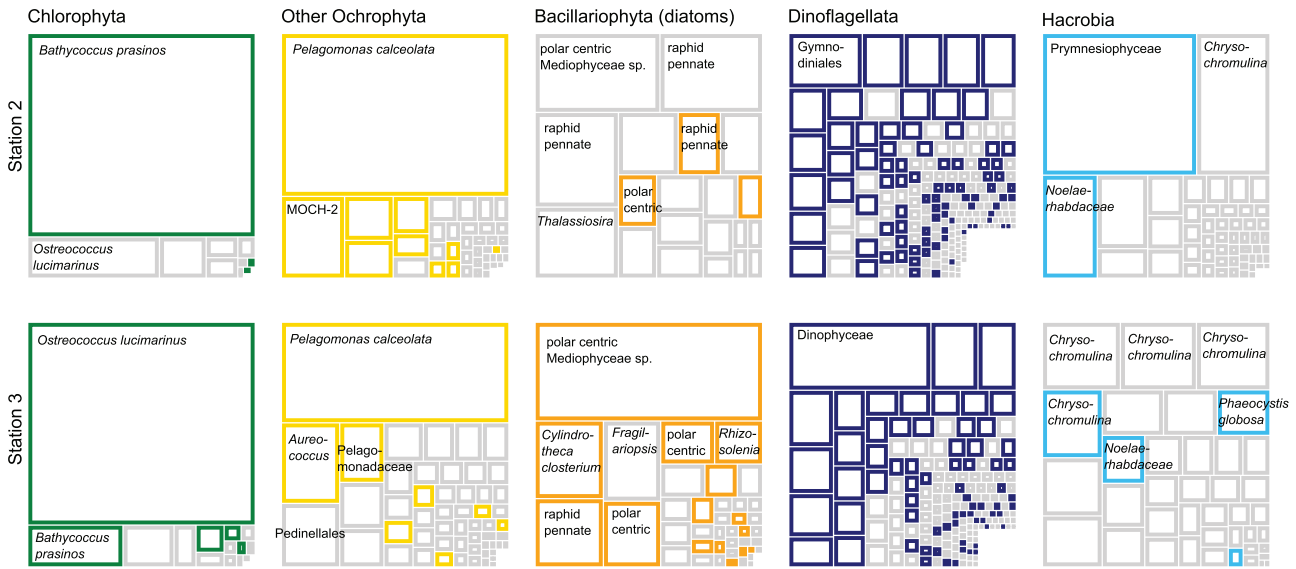 Chlorophyta
Other Ochrophyta
Bacillariophyta (diatoms)
Dinoflagellata
Hacrobia
Station 2
Bathycoccus prasinos
Ostreococcus
lucimarinus
Pelagomonas calceolata
MOCH-2
polar centric
Mediophyceae sp.
raphid
pennate
raphid
pennate
raphid
pennate
polar
centric
Thalassiosira
Gymno-
diniales
Prymnesiophyceae
Chryso-
chromulina
Noelae-
rhabdaceae
Station 3
Ostreococcus lucimarinus
Bathycoccus
prasinos
Pelagomonas calceolata
Aureo-
coccus
Pelago-
monadaceae
Pedinellales
polar centric
Mediophyceae sp.
Cylindro-
theca
closterium
Fragil-
ariopsis
polar
centric
Rhizo-
solenia
raphid
pennate
polar
centric
Dinophyceae
Chryso-
chromulina
Chryso-
chromulina
Chryso-
chromulina
Chryso-
chromulina
Phaeocystis
globosa
Noelae-
rhabdaceae